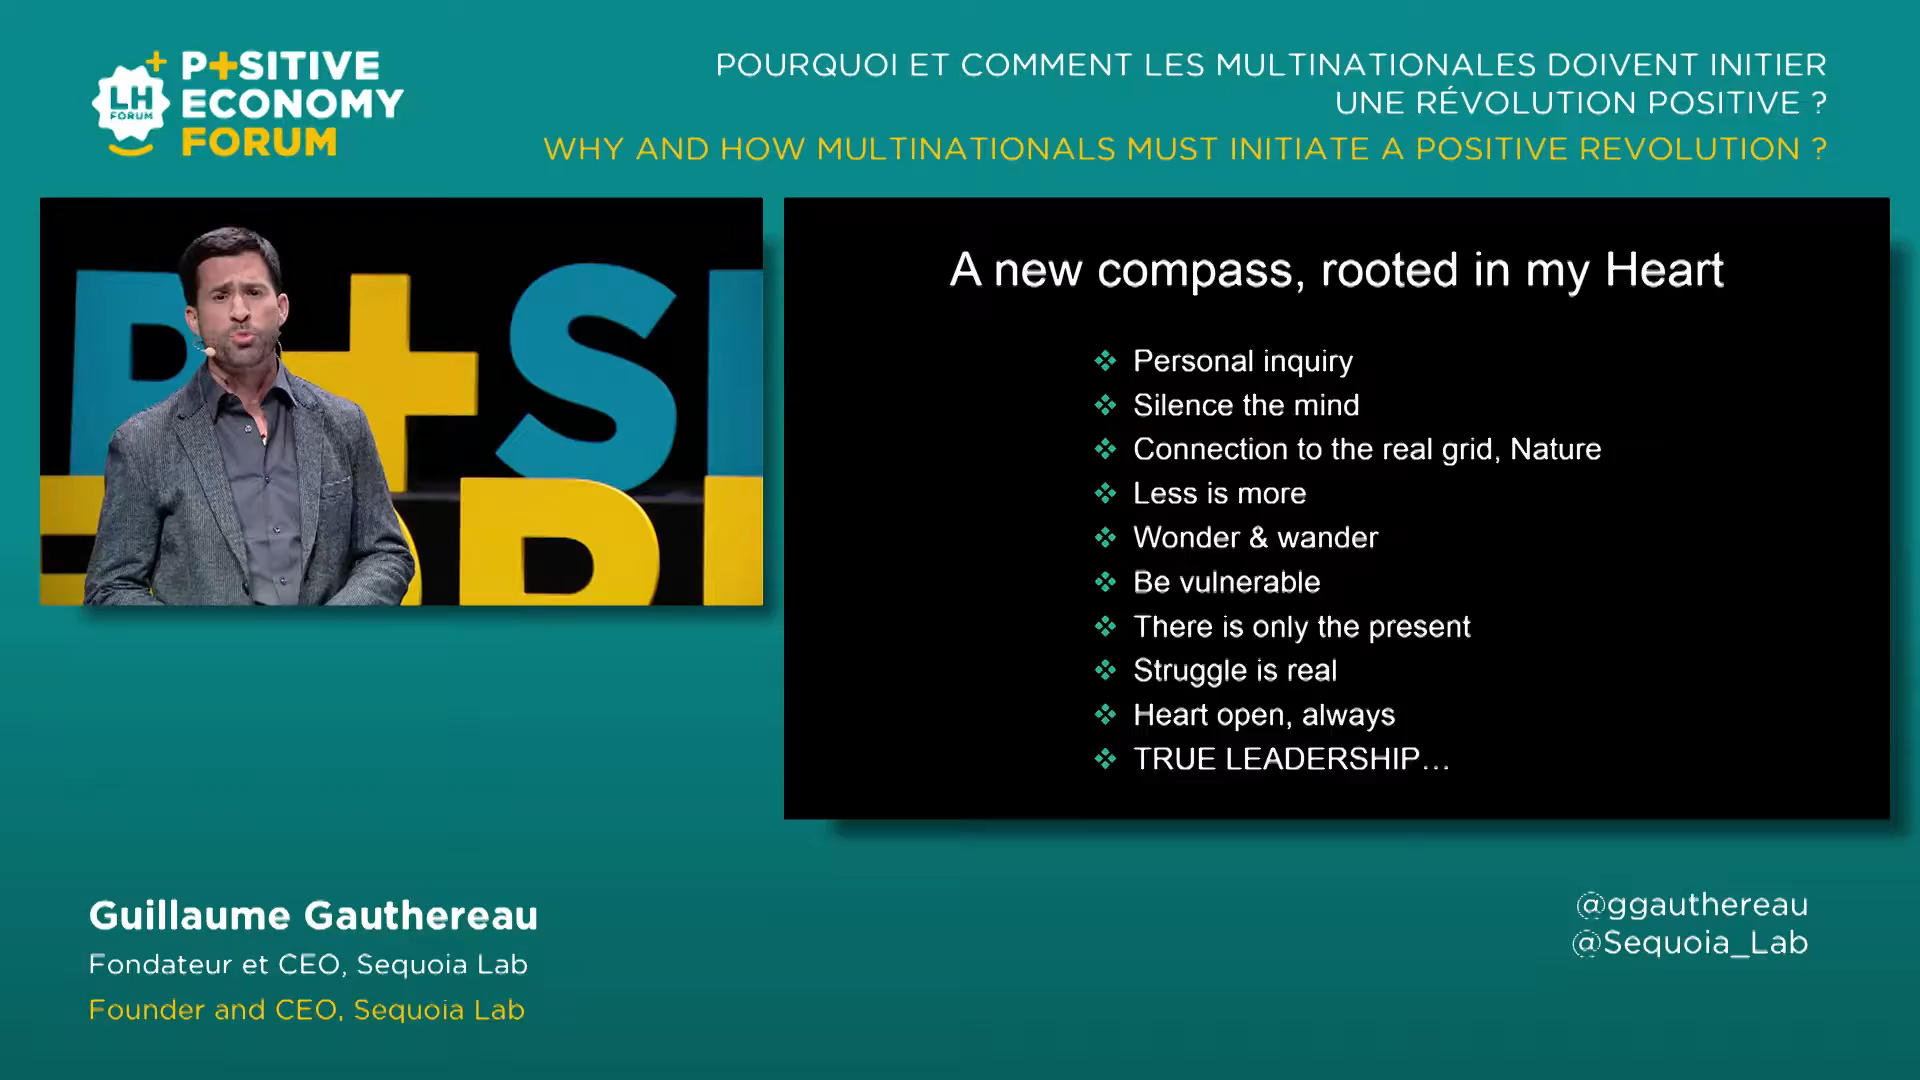 P+SITIVE
ECONOMY
FORUM
LH
FORUM
POURQUOI ET COMMENT LES MULTINATIONALES DOIVENT INITIER
UNE RÉVOLUTION POSITIVE ?
WHY AND HOW MULTINATIONALS MUST INITIATE A POSITIVE REVOLUTION ?
P+SI
A new compass, rooted in my Heart
❖ Personal inquiry
❖ Silence the mind
❖ Connection to the real grid, Nature
❖ Less is more
❖ Wonder & wander
❖ Be vulnerable
❖ There is only the present
❖ Struggle is real
❖ Heart open, always
❖ TRUE LEADERSHIP…
Guillaume Gauthereau
Fondateur et CEO, Sequoia Lab
Founder and CEO, Sequoia Lab
@ggauthereau
@Sequoia_Lab